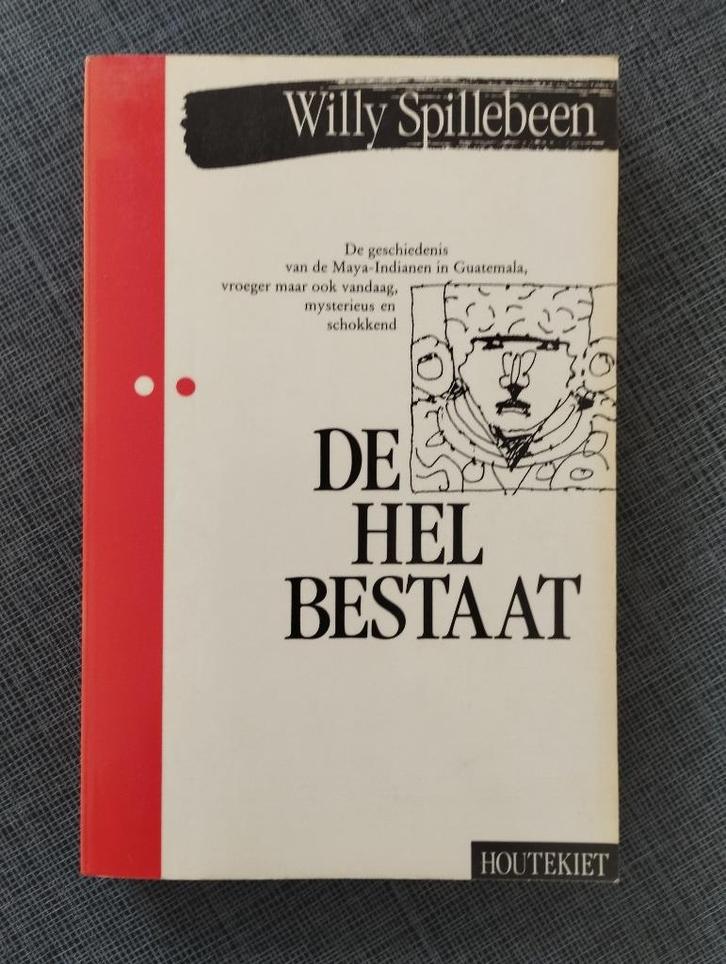 Willy Spillebeen
De geschiedenis
van de Maya-Indianen in Guatemala,
vroeger maar ook vandaag,
mysterieus en
schokkend
DE
HEL
BESTAAT
HOUTEKIET